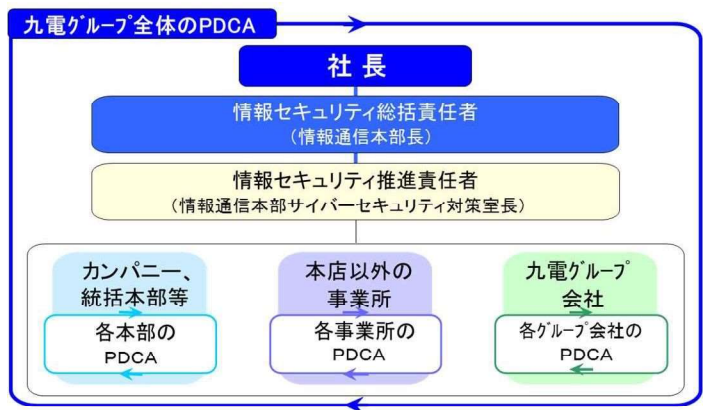 九電ｸﾞﾙｰﾌﾟ全体のPDCA
社 長
情報セキュリティ総括責任者
（情報通信本部長）
情報セキュリティ推進責任者
（情報通信本部サイバーセキュリティ対策室長）
カンパニー、
統括本部等
各本部の
ＰＤＣＡ
本店以外の
事業所
各事業所の
ＰＤＣＡ
九電ｸﾞﾙｰﾌﾟ
会社
各ｸﾞﾙｰﾌﾟ会社の
ＰＤＣＡ